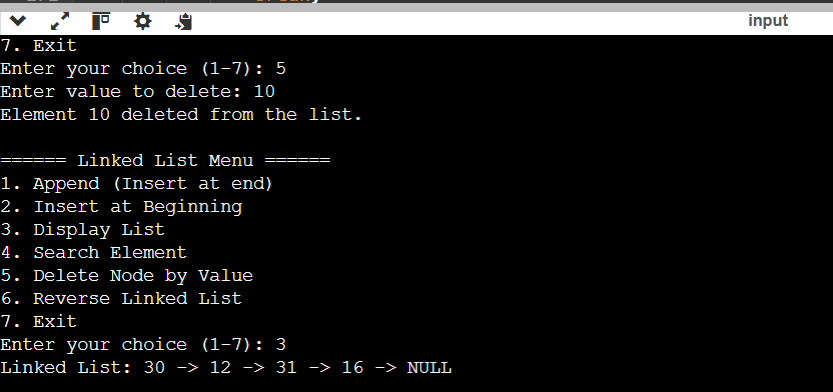 input
7. Exit
Enter your choice (1-7): 5
Enter value to delete: 10
Element 10 deleted from the list.
====== Linked List Menu ======
1. Append (Insert at end)
2. Insert at Beginning
3. Display List
4. Search Element
5. Delete Node by Value
6. Reverse Linked List
7. Exit
Enter your choice (1-7): 3
Linked List: 30 -> 12 -> 31 -> 16 -> NULL